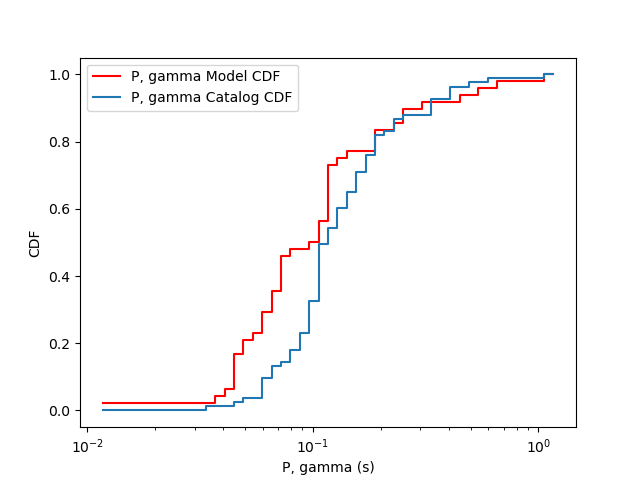 P, gamma Model CDF
P, gamma Catalog CDF
1.0
0.8
0.6
0.4
0.2
0.0
CDF
10⁻² 10⁻¹ 10⁰
P, gamma (s)